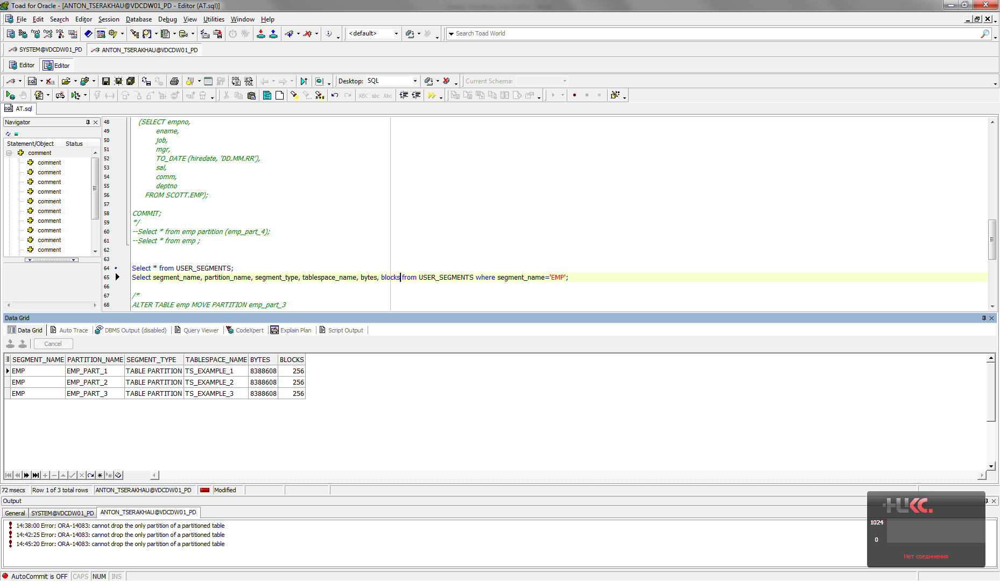 Toad for Oracle - [ANTON_TSERAKHAU@VDCDW01_PD - Editor (AT.sql)]
File Edit Search Editor Session Database Debug View Utilities Window Help
<default> Search Toad World
SYSTEM@VDCDW01_PD ANTON_TSERAKHAU@VDCDW01_PD
Editor Editor
Desktop: SQL Current Schema:
AT.sql
Navigator
Statement/Object Status
comment
comment
comment
comment
comment
comment
comment
comment
comment
comment
comment
48 (SELECT empno,
49 ename,
50 job,
51 mgr,
52 TO_DATE (hiredate, 'DD.MM.RR'),
53 sal,
54 comm,
55 deptno
56 FROM SCOTT.EMP);
57
58 COMMIT;
59 */
60 --Select * from emp partition (emp_part_4);
61 --Select * from emp ;
62
63
64 Select * from USER_SEGMENTS;
65 Select segment_name, partition_name, segment_type, tablespace_name, bytes, blocks from USER_SEGMENTS where segment_name='EMP';
66
67 /*
68 ALTER TABLE emp MOVE PARTITION emp_part_3
Data Grid
Data Grid Auto Trace DBMS Output (disabled) Query Viewer CodeXpert Explain Plan Script Output
Cancel
SEGMENT_NAME PARTITION_NAME SEGMENT_TYPE TABLESPACE_NAME BYTES BLOCKS
EMP EMP_PART_1 TABLE PARTITION TS_EXAMPLE_1 8388608 256
EMP EMP_PART_2 TABLE PARTITION TS_EXAMPLE_2 8388608 256
EMP EMP_PART_3 TABLE PARTITION TS_EXAMPLE_3 8388608 256
72 msecs Row 1 of 3 total rows ANTON_TSERAKHAU@VDCDW01_PD Modified
Output
General SYSTEM@VDCDW01_PD ANTON_TSERAKHAU@VDCDW01_PD
14:38:00 Error: ORA-14083: cannot drop the only partition of a partitioned table
14:42:25 Error: ORA-14083: cannot drop the only partition of a partitioned table
14:45:20 Error: ORA-14083: cannot drop the only partition of a partitioned table
1024
0
Нет соединения
AutoCommit is OFF CAPS NUM INS